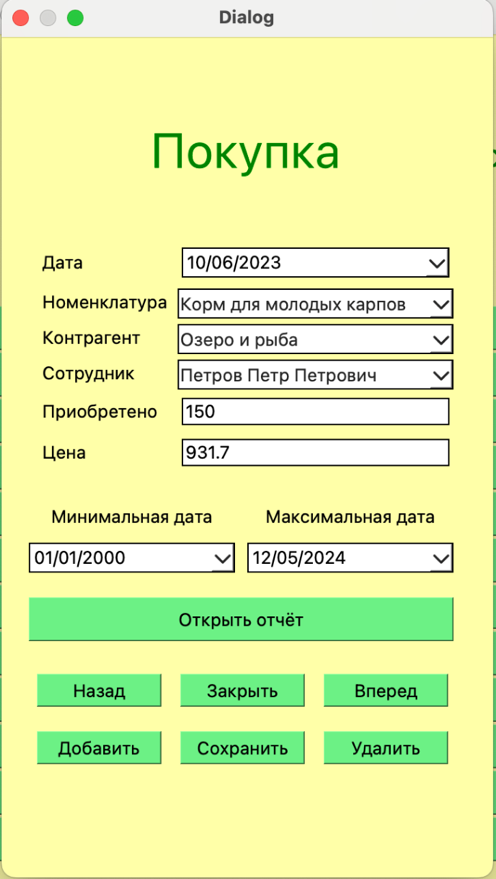 Dialog
Покупка
Дата 10/06/2023
Номенклатура Корм для молодых карпов
Контрагент Озеро и рыба
Сотрудник Петров Петр Петрович
Приобретено 150
Цена 931.7
Минимальная дата Максимальная дата
01/01/2000 12/05/2024
Открыть отчёт
Назад Закрыть Вперед
Добавить Сохранить Удалить